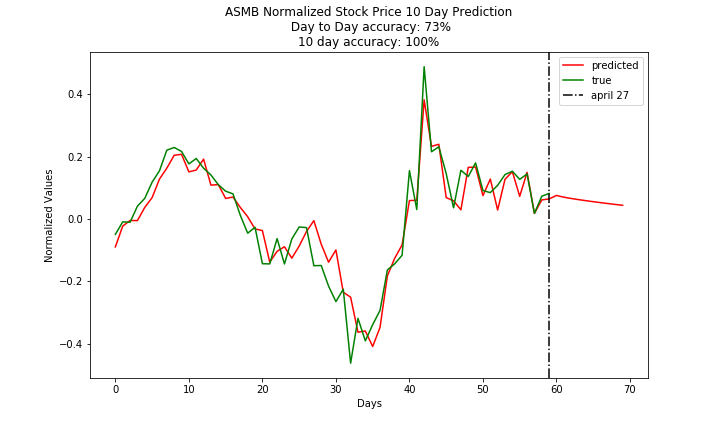 ASMB Normalized Stock Price 10 Day Prediction
Day to Day accuracy: 73%
10 day accuracy: 100%
predicted
true
april 27
0.4
0.2
0.0
−0.2
−0.4
Normalized Values
0 10 20 30 40 50 60 70
Days